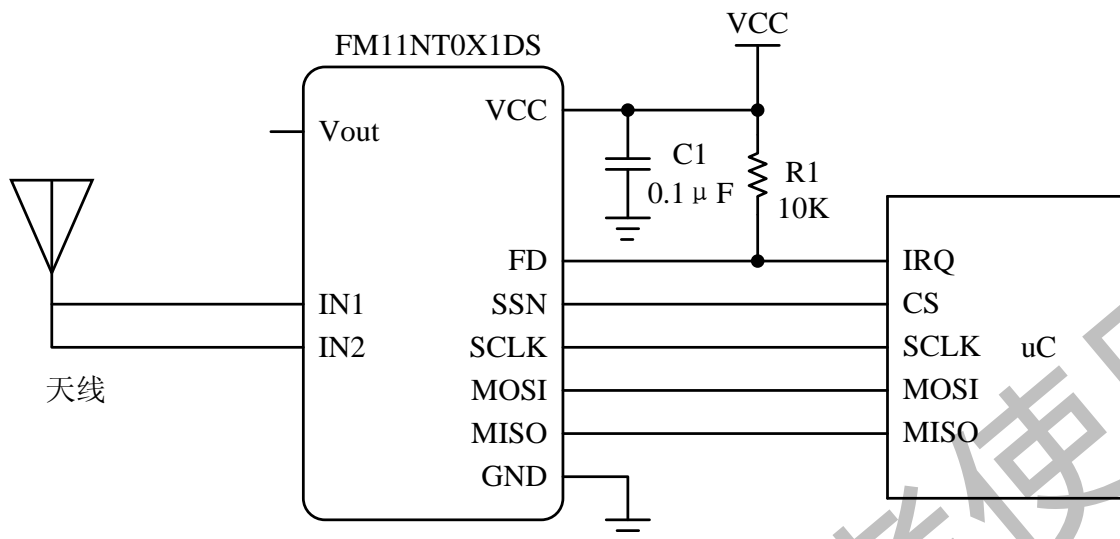 VCC
FM11NT0X1DS
Vout
VCC
C1
0.1μF
R1
10K
FD
IRQ
IN1
SSN
CS
IN2
SCLK
SCLK
uC
天线
MOSI
MOSI
MISO
MISO
GND
使